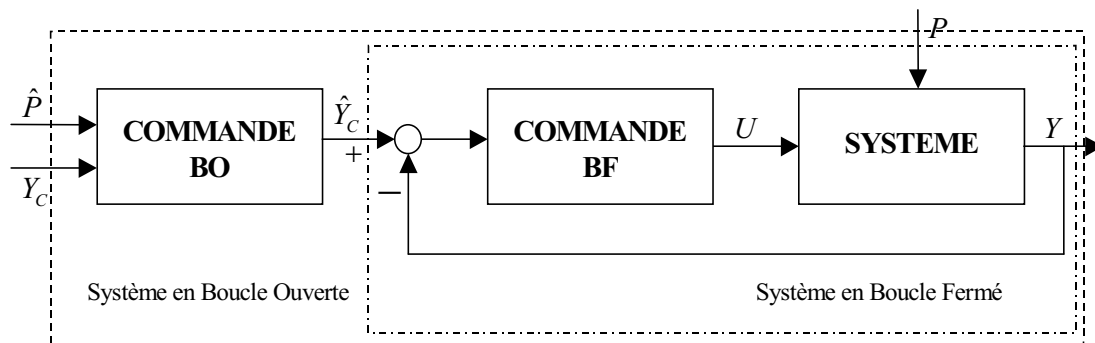 P
P̂
Ŷ_C
COMMANDE
BO
COMMANDE
BF
U
SYSTEME
Y
+
Y_C
−
Système en Boucle Ouverte
Système en Boucle Fermé